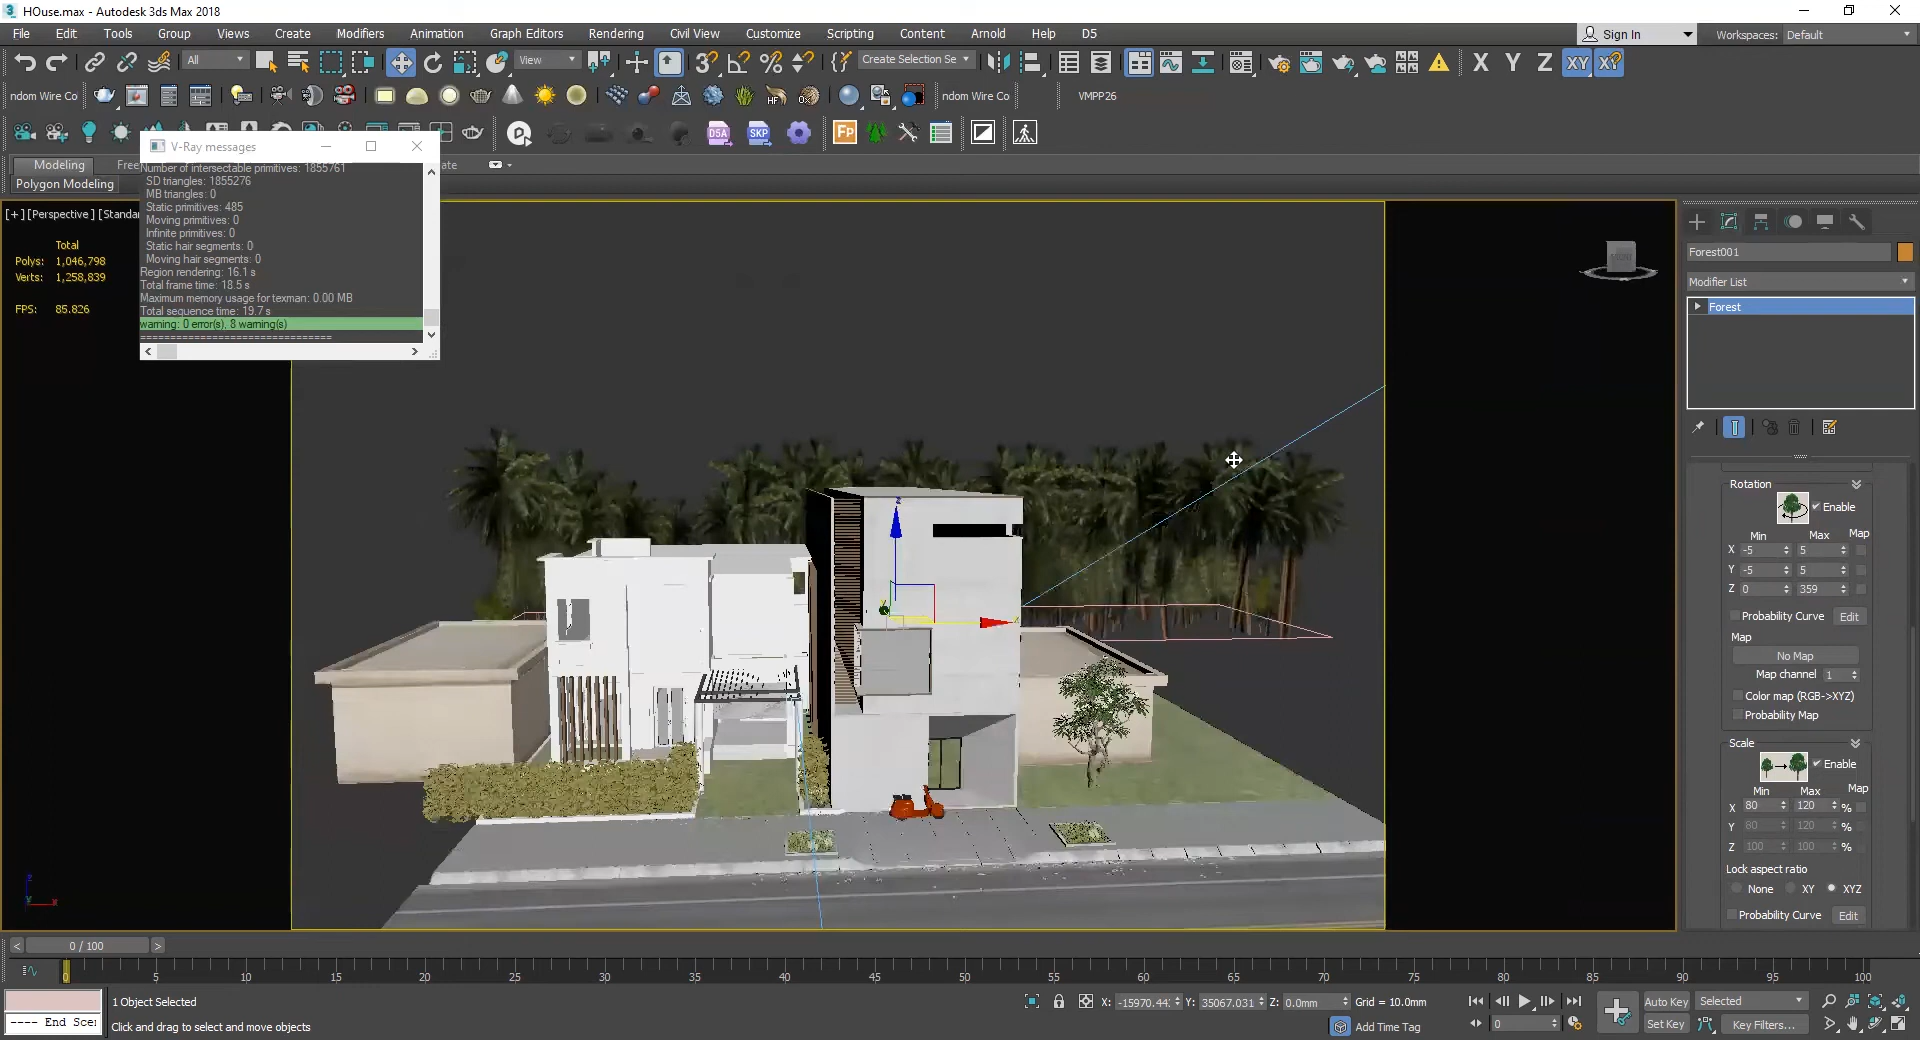 HOuse.max - Autodesk 3ds Max 2018
File Edit Tools Group Views Create Modifiers Animation Graph Editors Rendering Civil View Customize Scripting Content Arnold Help D5
Sign In Workspaces: Default
All View Create Selection Se X Y Z XY
ndom Wire Co HF ndom Wire Co VMPP26
D5A SKP Fp
V-Ray messages
Modeling Free ate
Polygon Modeling
Number of intersectable primitives: 1855761
SD triangles: 1855276
MB triangles: 0
Static primitives: 485
Moving primitives: 0
Infinite primitives: 0
Static hair segments: 0
Moving hair segments: 0
Region rendering: 16.1 s
Total frame time: 18.5 s
Maximum memory usage for texman: 0.00 MB
Total sequence time: 19.7 s
warning: 0 error(s), 8 warning(s)
==============================
[+] [Perspective] [Standa
Total
Polys: 1,046,798
Verts: 1,258,839
FPS: 85.826
Forest001
Modifier List
Forest
Rotation
Enable
Min Max Map
X -5 5
Y -5 5
Z 0 359
Probability Curve Edit
Map
No Map
Map channel 1
Color map (RGB->XYZ)
Probability Map
Scale
Enable
Min Max Map
X 80 120 %
Y 80 120 %
Z 100 100 %
Lock aspect ratio
None XY XYZ
Probability Curve Edit
< 0 / 100 >
0 5 10 15 20 25 30 35 40 45 50 55 60 65 70 75 80 85 90 95 100
1 Object Selected X: -15970.44 Y: 35067.031 Z: 0.0mm Grid = 10.0mm Auto Key Selected
---- End Sce Click and drag to select and move objects Add Time Tag 0 Set Key Key Filters...